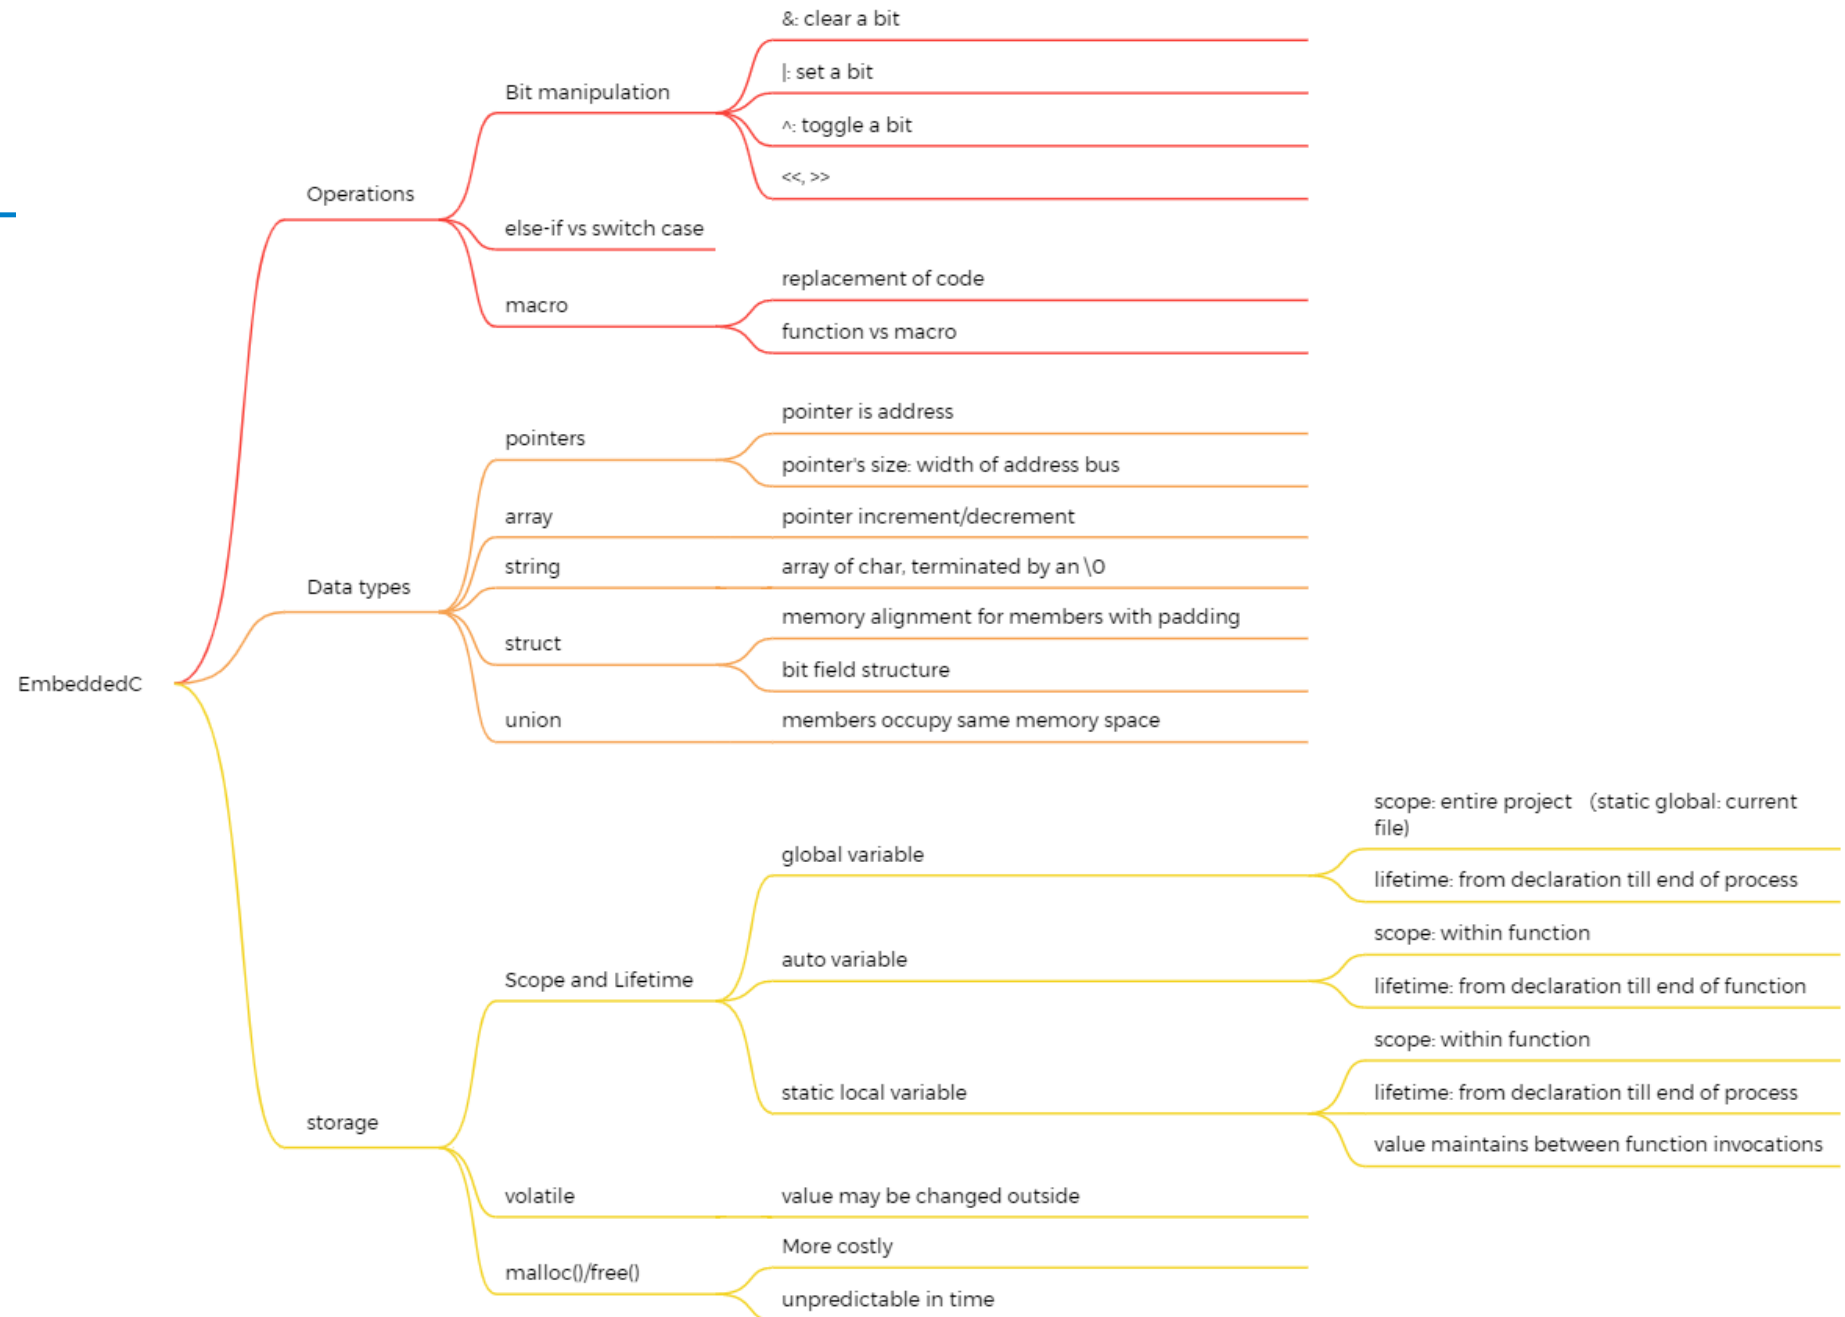 &: clear a bit
|: set a bit
Bit manipulation
^: toggle a bit
<<, >>
Operations
else-if vs switch case
replacement of code
macro
function vs macro
pointer is address
pointers
pointer's size: width of address bus
array
pointer increment/decrement
string
array of char, terminated by an \0
Data types
memory alignment for members with padding
struct
bit field structure
EmbeddedC
union
members occupy same memory space
scope: entire project (static global: current
file)
global variable
lifetime: from declaration till end of process
scope: within function
auto variable
Scope and Lifetime
lifetime: from declaration till end of function
scope: within function
static local variable
lifetime: from declaration till end of process
storage
value maintains between function invocations
volatile
value may be changed outside
More costly
malloc()/free()
unpredictable in time